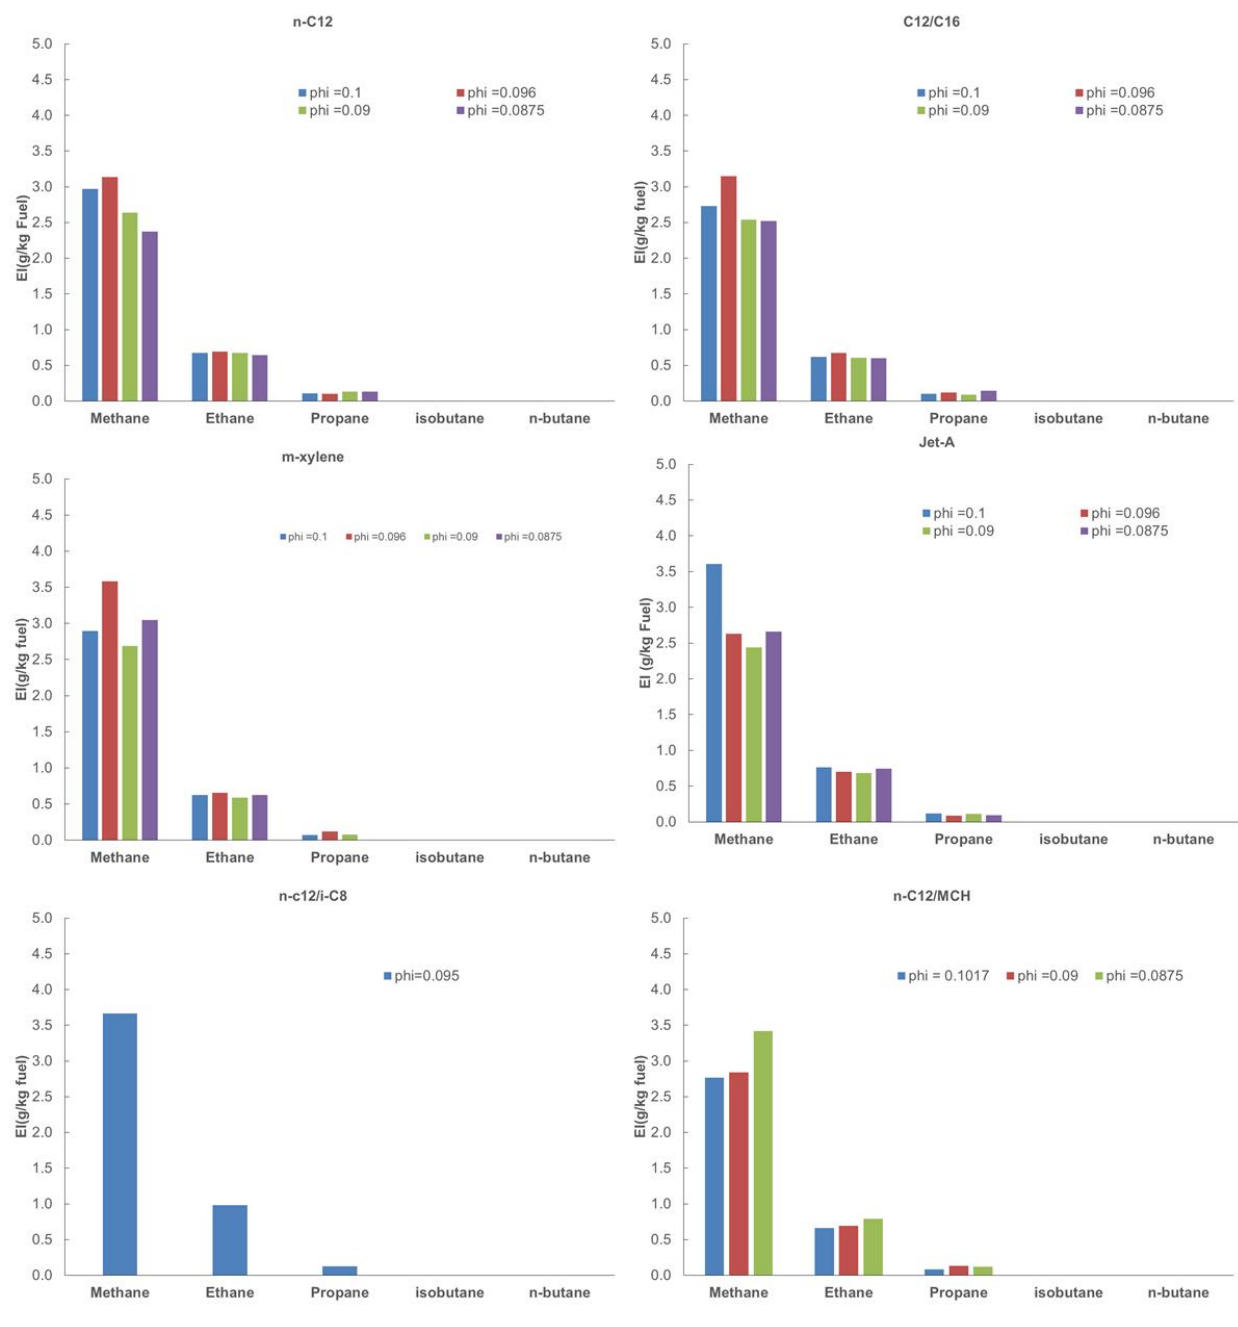 n-C12
5.0
4.5
4.0
3.5
3.0
2.5
2.0
1.5
1.0
0.5
0.0
EI(g/kg Fuel)
phi =0.1 phi =0.096
phi =0.09 phi =0.0875
Methane Ethane Propane isobutane n-butane
C12/C16
5.0
4.5
4.0
3.5
3.0
2.5
2.0
1.5
1.0
0.5
0.0
EI(g/kg fuel)
phi =0.1 phi =0.096
phi =0.09 phi =0.0875
Methane Ethane Propane isobutane n-butane
m-xylene
5.0
4.5
4.0
3.5
3.0
2.5
2.0
1.5
1.0
0.5
0.0
EI(g/kg fuel)
phi =0.1 phi =0.096 phi =0.09 phi =0.0875
Methane Ethane Propane isobutane n-butane
Jet-A
5.0
4.5
4.0
3.5
3.0
2.5
2.0
1.5
1.0
0.5
0.0
EI (g/kg Fuel)
phi =0.1 phi =0.096
phi =0.09 phi =0.0875
Methane Ethane Propane isobutane n-butane
n-c12/i-C8
5.0
4.5
4.0
3.5
3.0
2.5
2.0
1.5
1.0
0.5
0.0
EI(g/kg fuel)
phi=0.095
Methane Ethane Propane isobutane n-butane
n-C12/MCH
5.0
4.5
4.0
3.5
3.0
2.5
2.0
1.5
1.0
0.5
0.0
EI(g/kg fuel)
phi = 0.1017 phi =0.09 phi =0.0875
Methane Ethane Propane isobutane n-butane